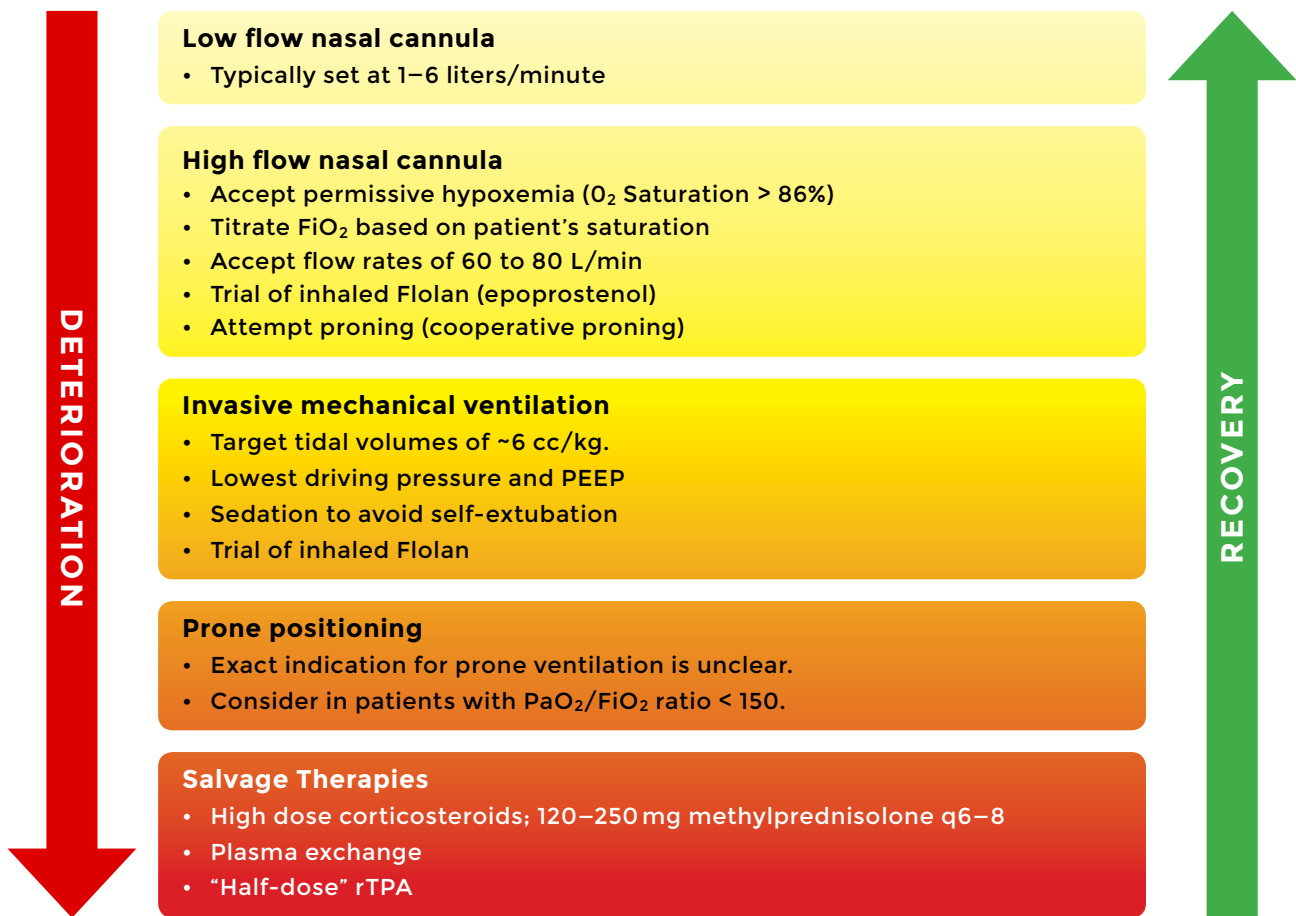 Low flow nasal cannula
• Typically set at 1–6 liters/minute
High flow nasal cannula
• Accept permissive hypoxemia (0₂ Saturation > 86%)
• Titrate FiO₂ based on patient’s saturation
• Accept flow rates of 60 to 80 L/min
• Trial of inhaled Flolan (epoprostenol)
• Attempt proning (cooperative proning)
Invasive mechanical ventilation
• Target tidal volumes of ~6 cc/kg.
• Lowest driving pressure and PEEP
• Sedation to avoid self-extubation
• Trial of inhaled Flolan
Prone positioning
• Exact indication for prone ventilation is unclear.
• Consider in patients with PaO₂/FiO₂ ratio < 150.
Salvage Therapies
• High dose corticosteroids; 120–250 mg methylprednisolone q6–8
• Plasma exchange
• “Half-dose” rTPA
DETERIORATION
RECOVERY